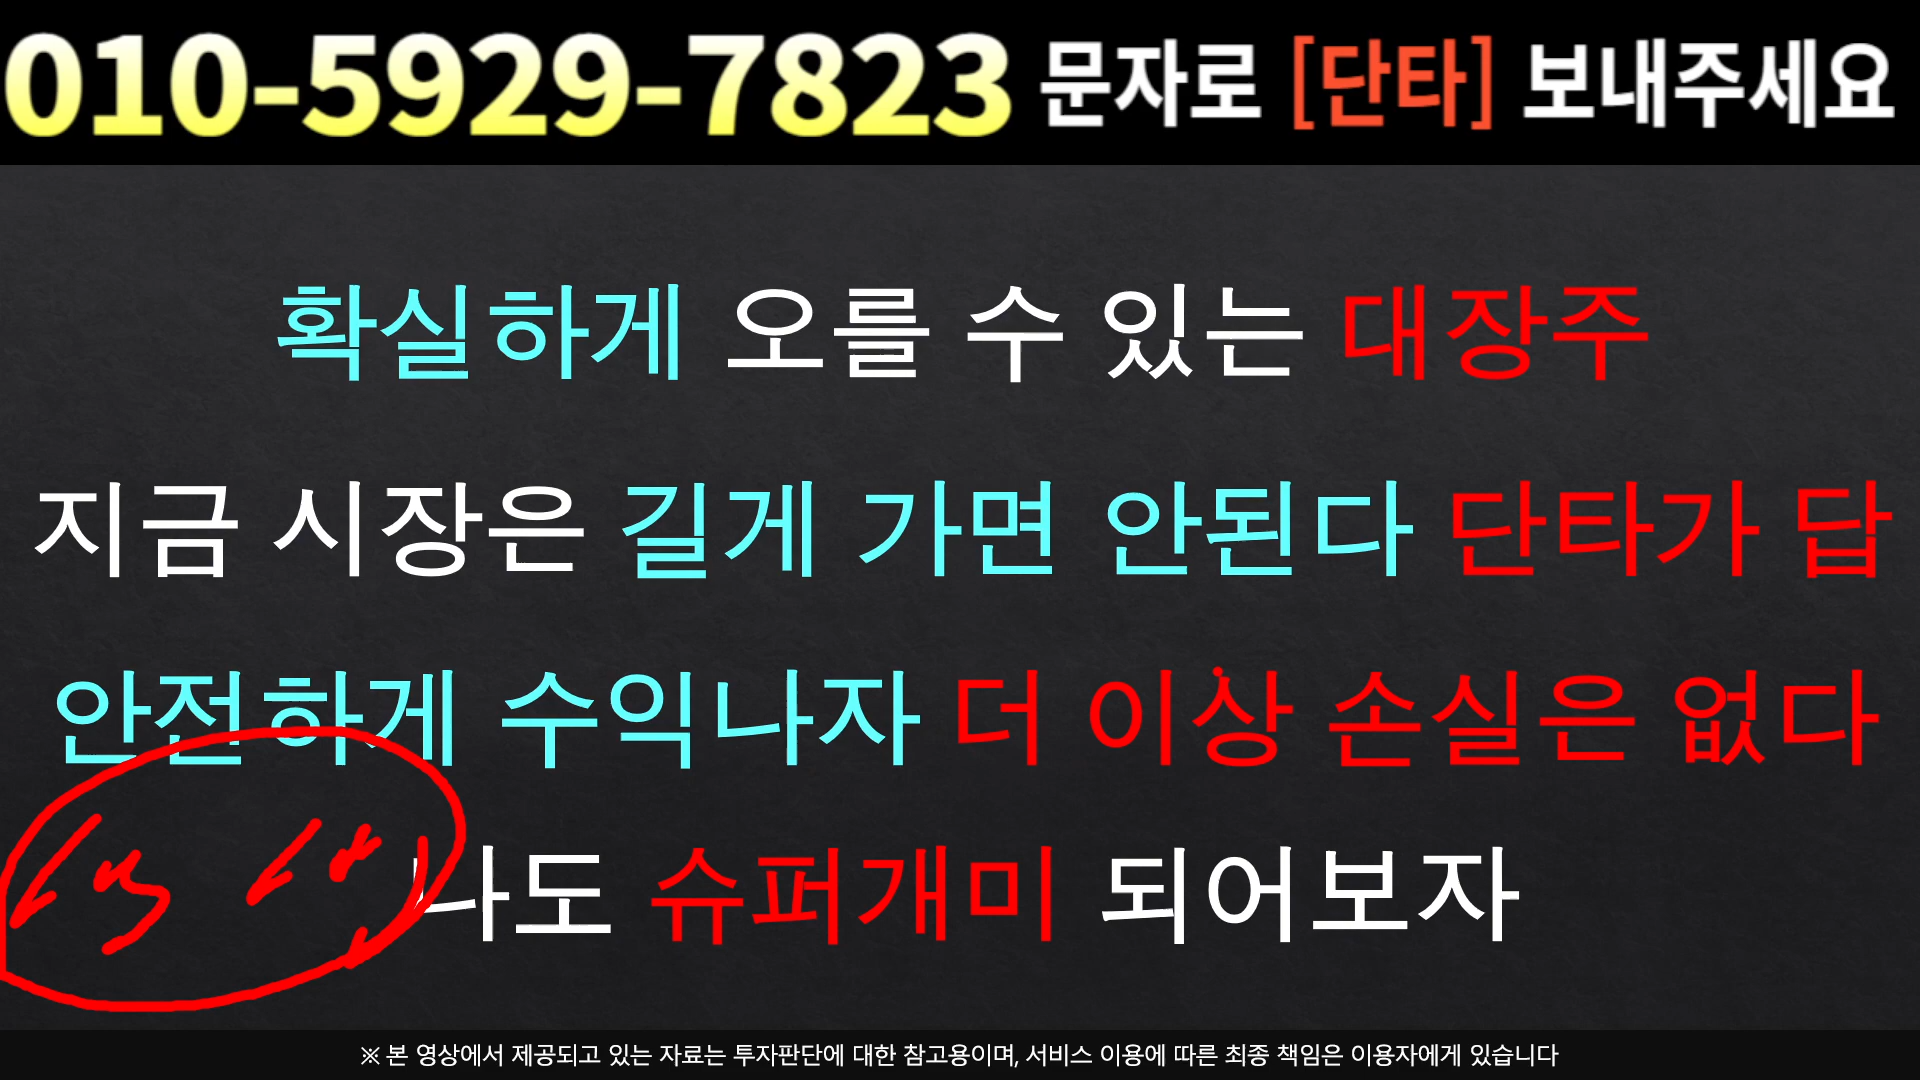 010-5929-7823 문자로 [단타] 보내주세요
확실하게 오를 수 있는 대장주
지금 시장은 길게 가면 안된다 단타가 답
안전하게 수익나자 더 이상 손실은 없다
나도 슈퍼개미 되어보자
※ 본 영상에서 제공되고 있는 자료는 투자판단에 대한 참고용이며, 서비스 이용에 따른 최종 책임은 이용자에게 있습니다